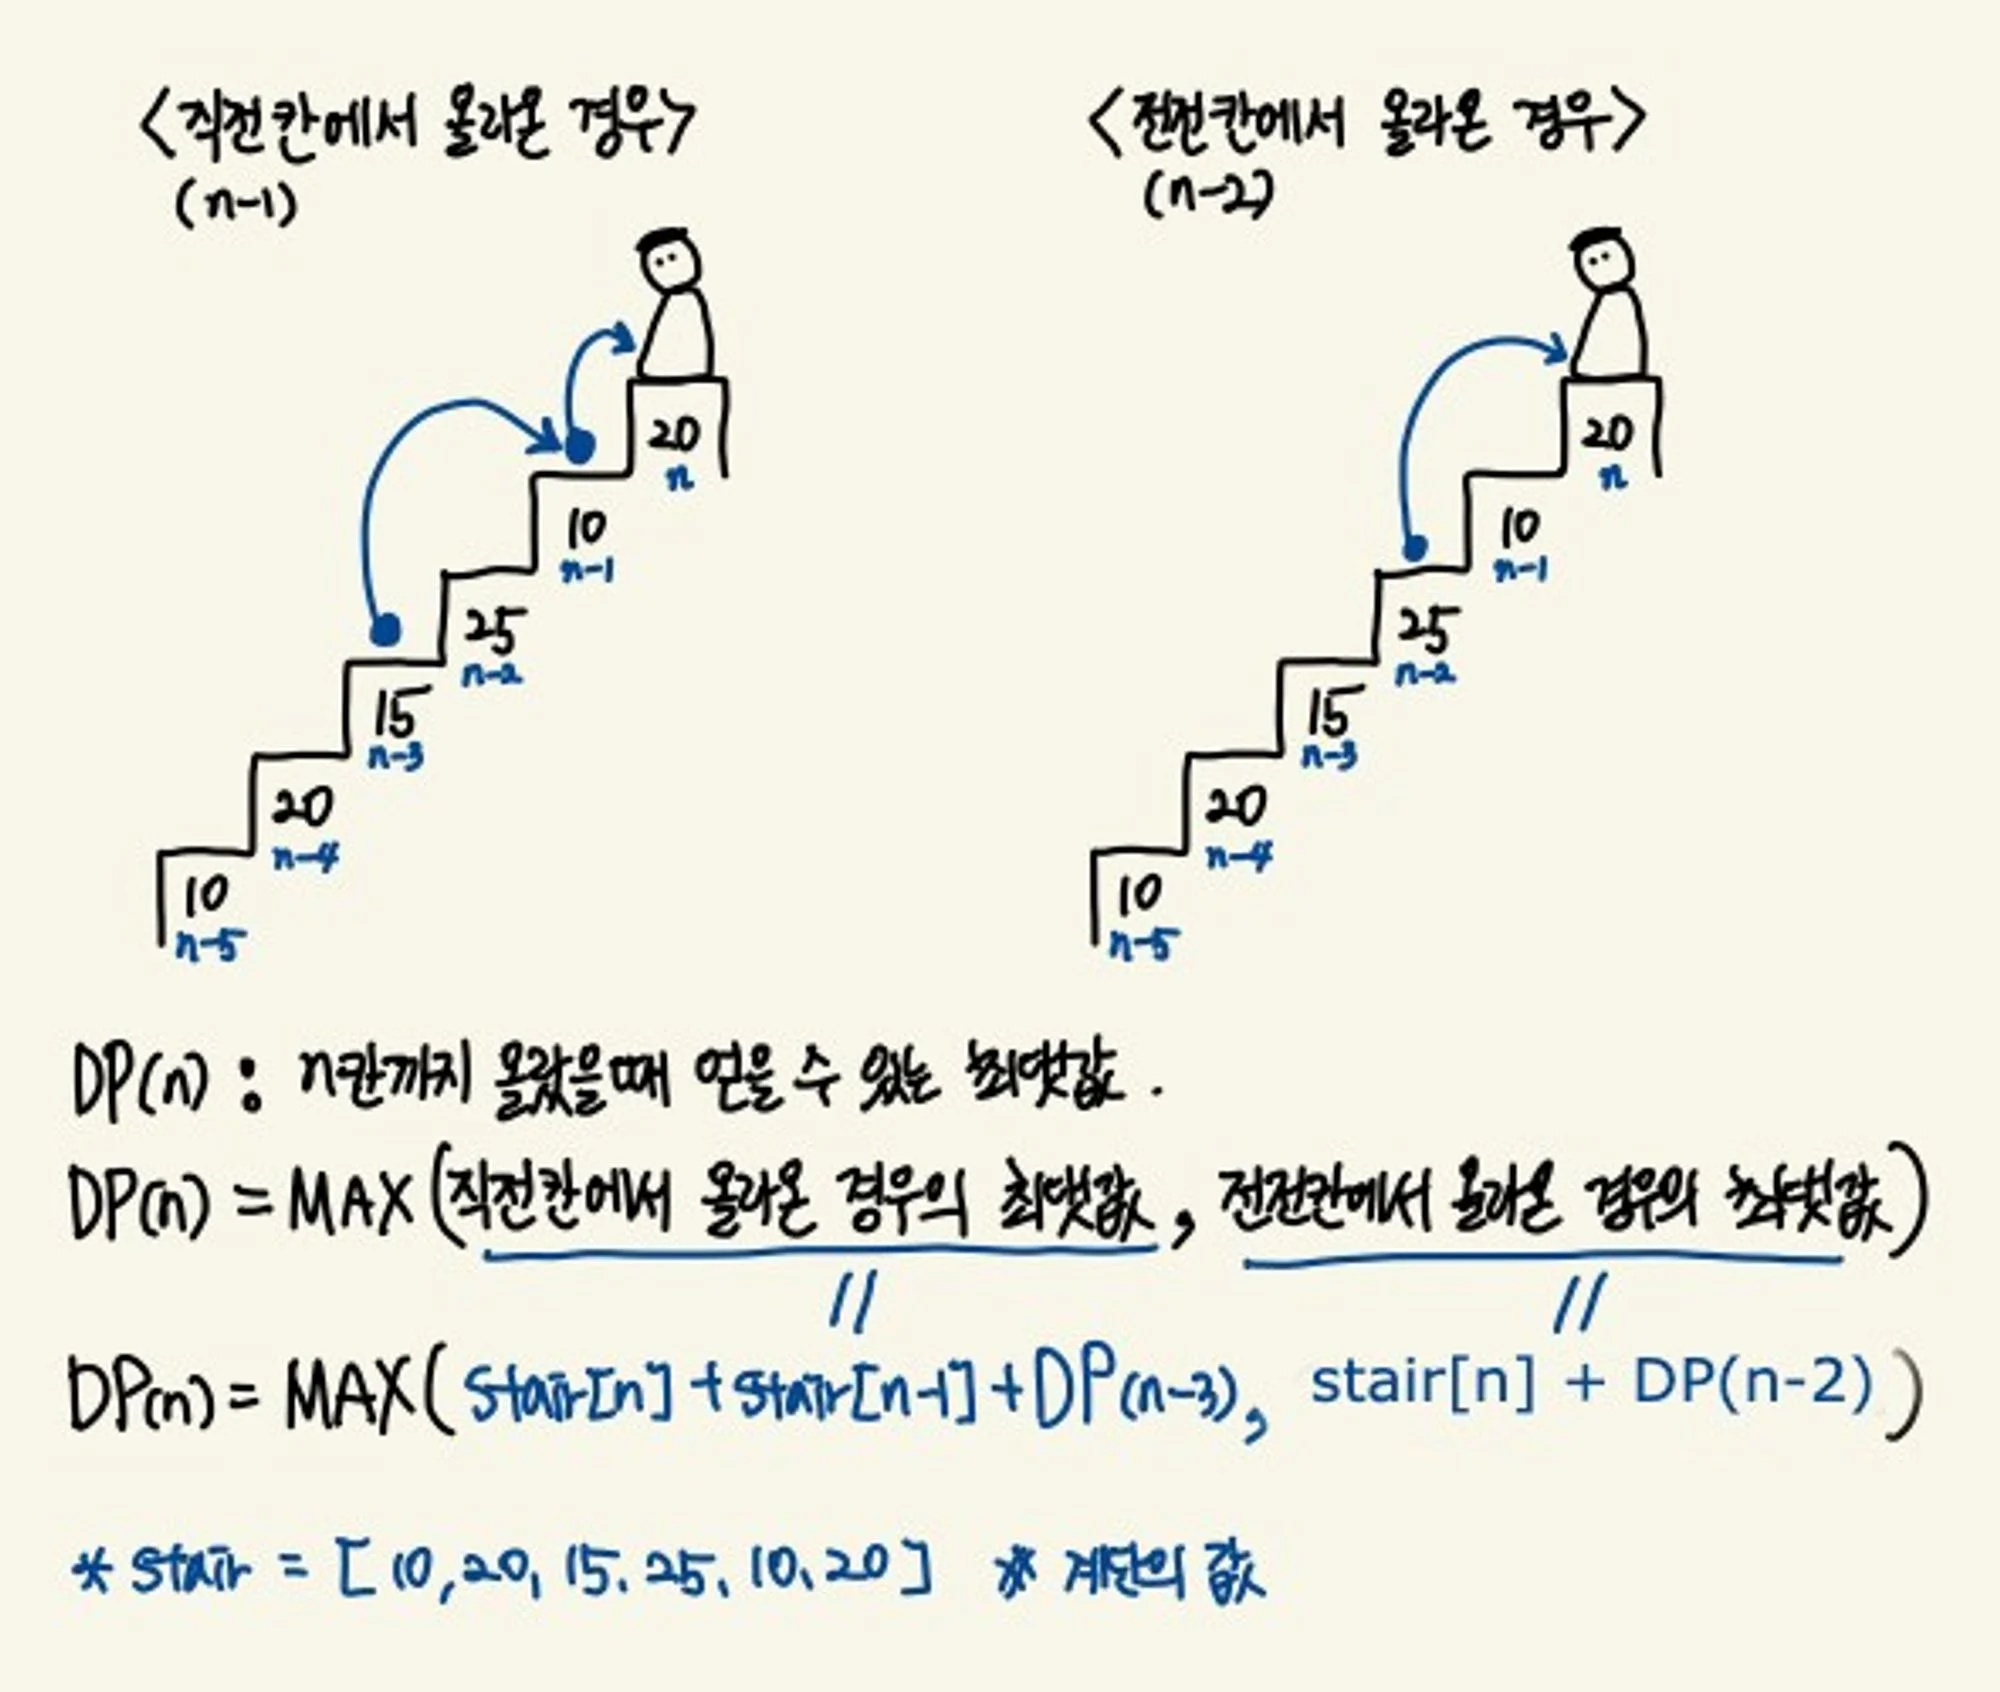 <직전칸에서 올라온 경우>
(n-1)
20
n
10
n-1
25
n-2
15
n-3
20
n-4
10
n-5
<전전칸에서 올라온 경우>
(n-2)
20
n
10
n-1
25
n-2
15
n-3
20
n-4
10
n-5
DP(n) : n칸까지 올랐을때 얻을 수 있는 최댓값.
DP(n) = MAX(직전칸에서 올라온 경우의 최댓값, 전전칸에서 올라온 경우의 최댓값)
// //
DP(n) = MAX( stair[n] + stair[n-1] + DP(n-3), stair[n] + DP(n-2) )
* stair = [10, 20, 15. 25. 10. 20] * 계단의 값